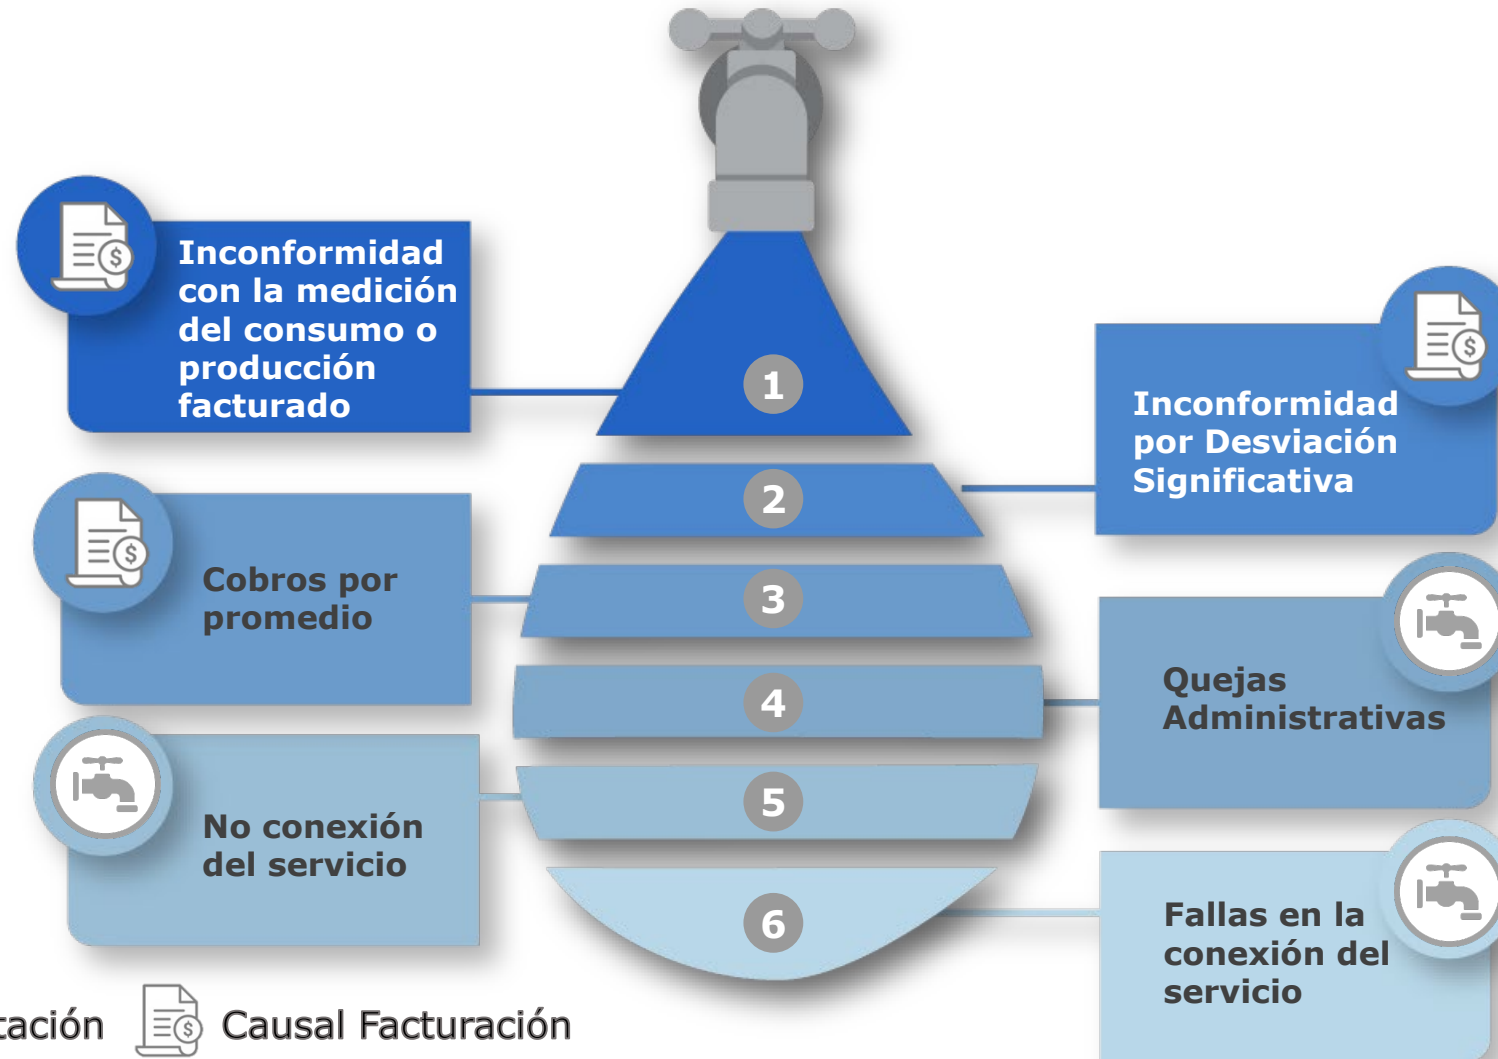 Inconformidad
con la medición
del consumo o
producción
facturado
1
Inconformidad
por Desviación
Significativa
2
Cobros por
promedio
3
Quejas
Administrativas
4
No conexión
del servicio
5
Fallas en la
conexión del
servicio
6
Causal Facturación